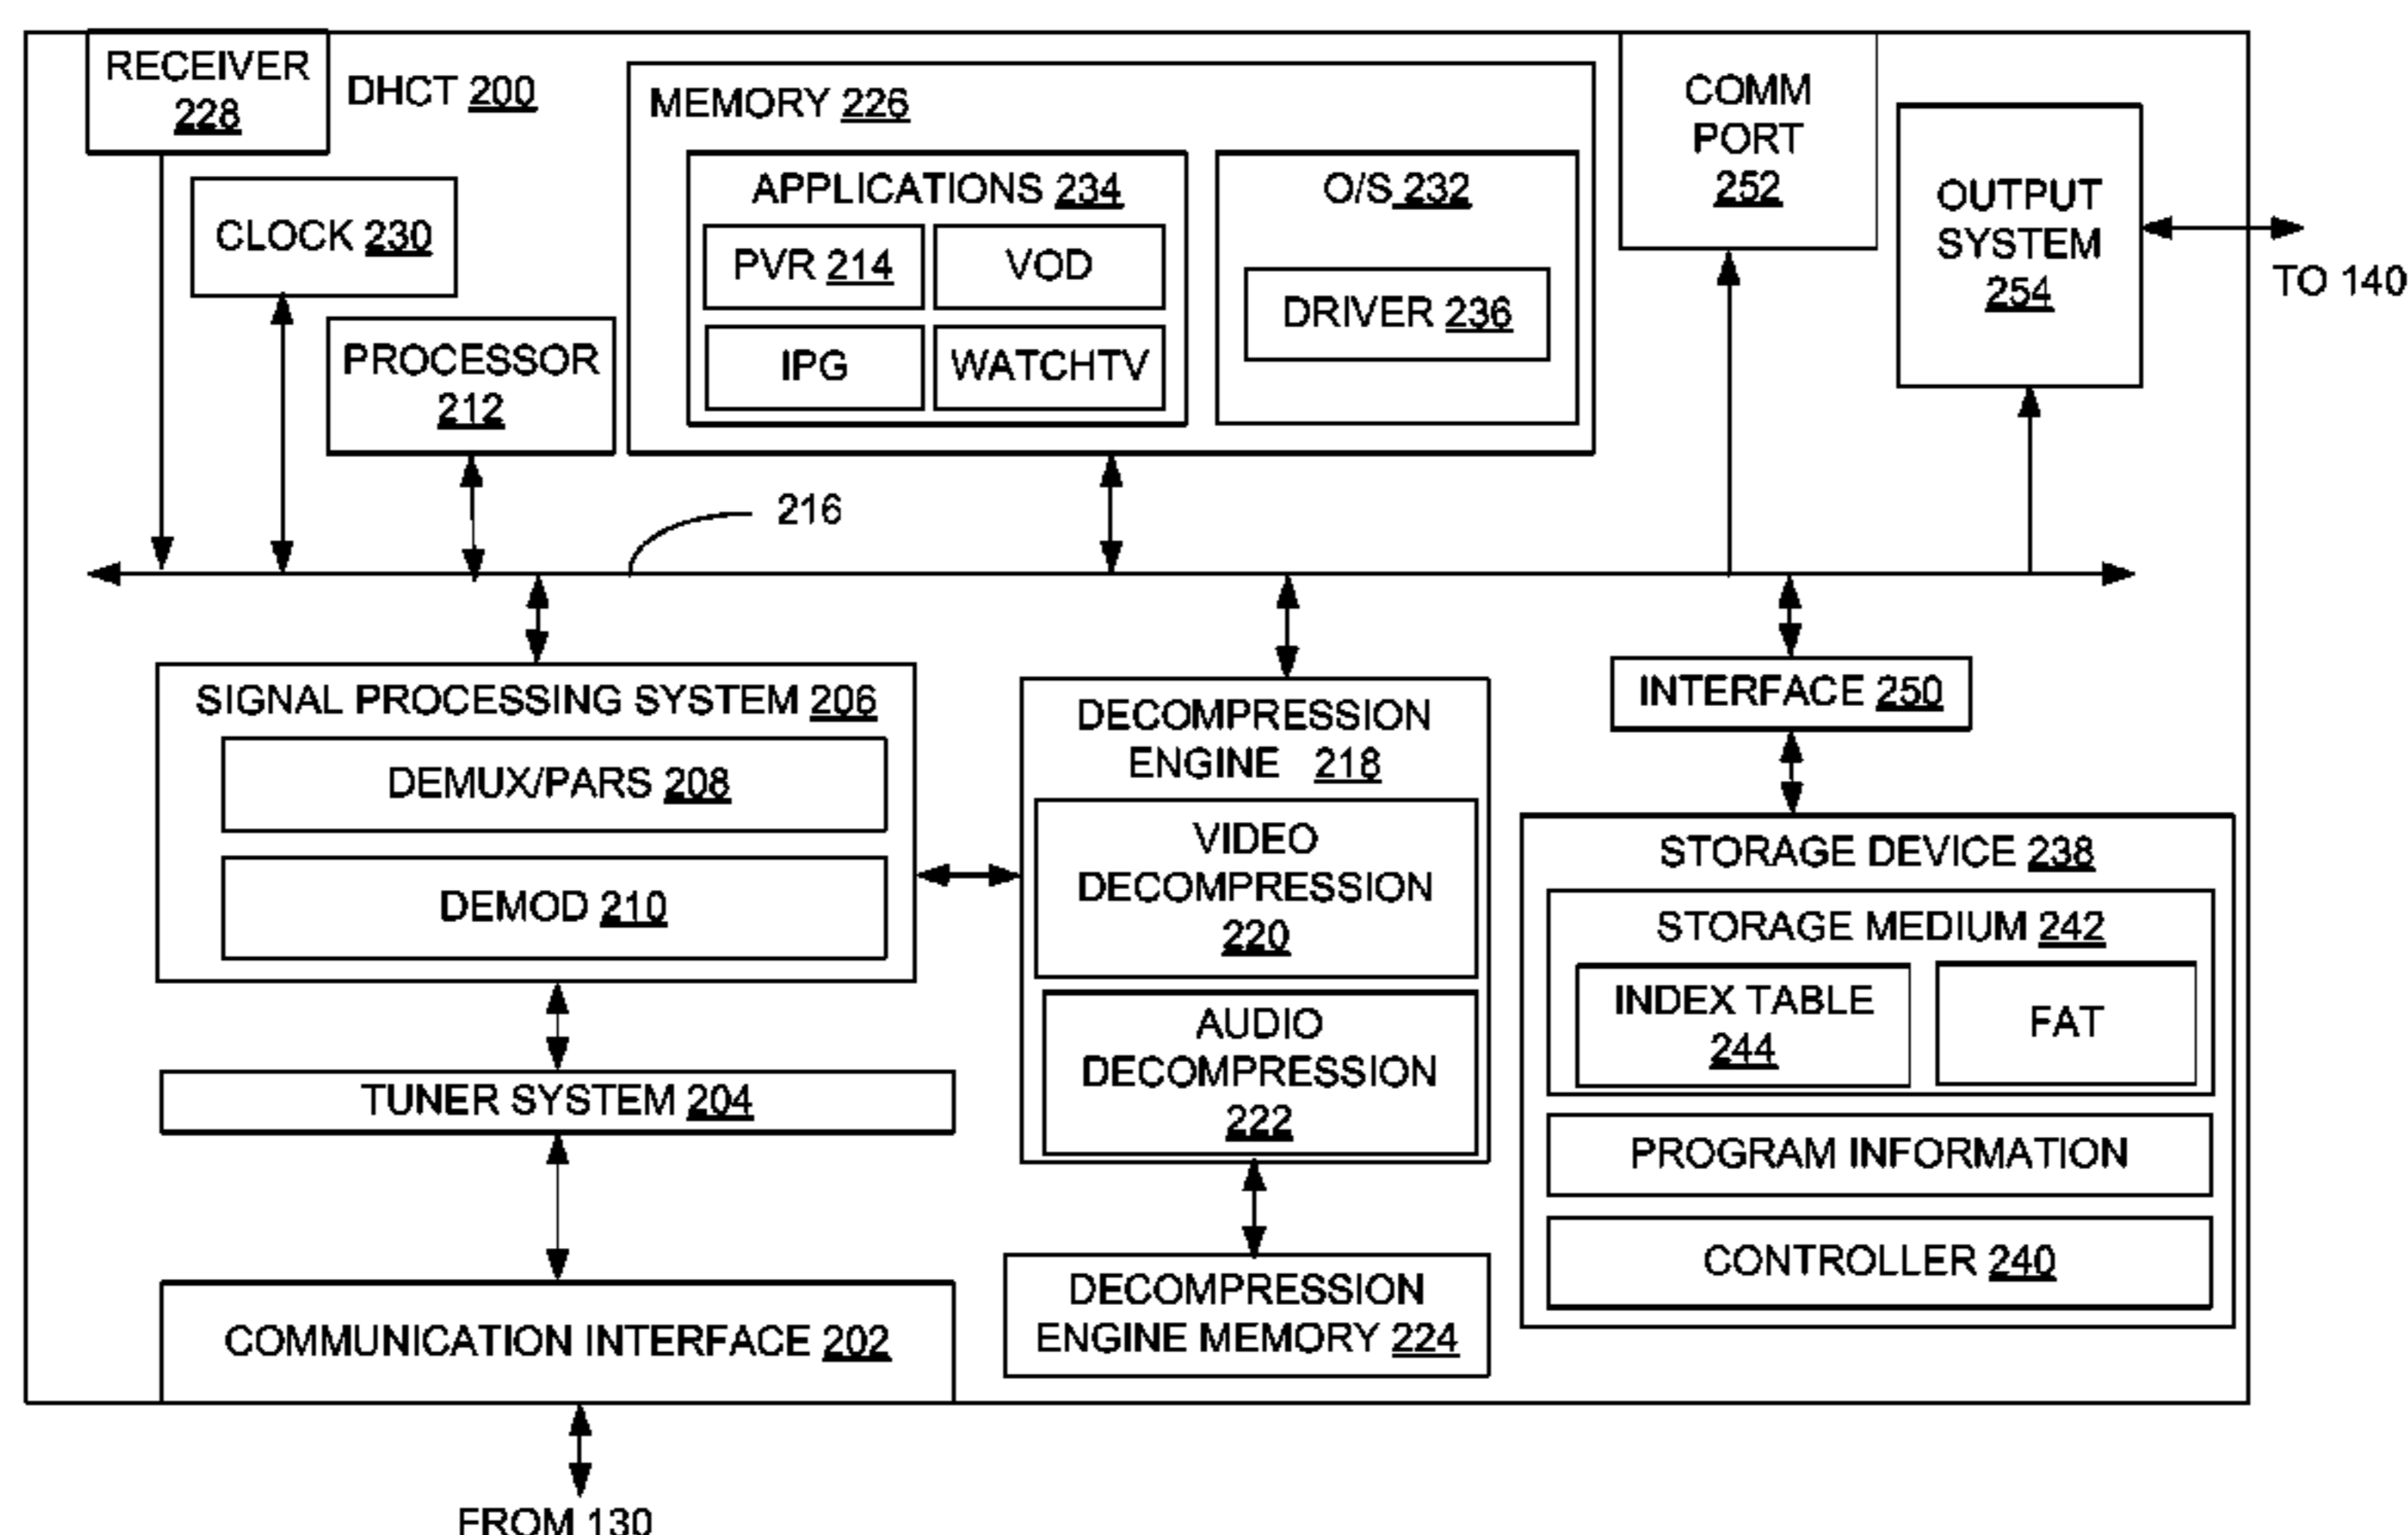 RECEIVER
228
DHCT 200
CLOCK 230
PROCESSOR
212
MEMORY 226
APPLICATIONS 234
PVR 214
VOD
IPG
WATCHTV
O/S 232
DRIVER 236
COMM
PORT
252
OUTPUT
SYSTEM
254
TO 140
216
SIGNAL PROCESSING SYSTEM 206
DEMUX/PARS 208
DEMOD 210
TUNER SYSTEM 204
COMMUNICATION INTERFACE 202
FROM 130
DECOMPRESSION
ENGINE 218
VIDEO
DECOMPRESSION
220
AUDIO
DECOMPRESSION
222
DECOMPRESSION
ENGINE MEMORY 224
INTERFACE 250
STORAGE DEVICE 238
STORAGE MEDIUM 242
INDEX TABLE
244
FAT
PROGRAM INFORMATION
CONTROLLER 240